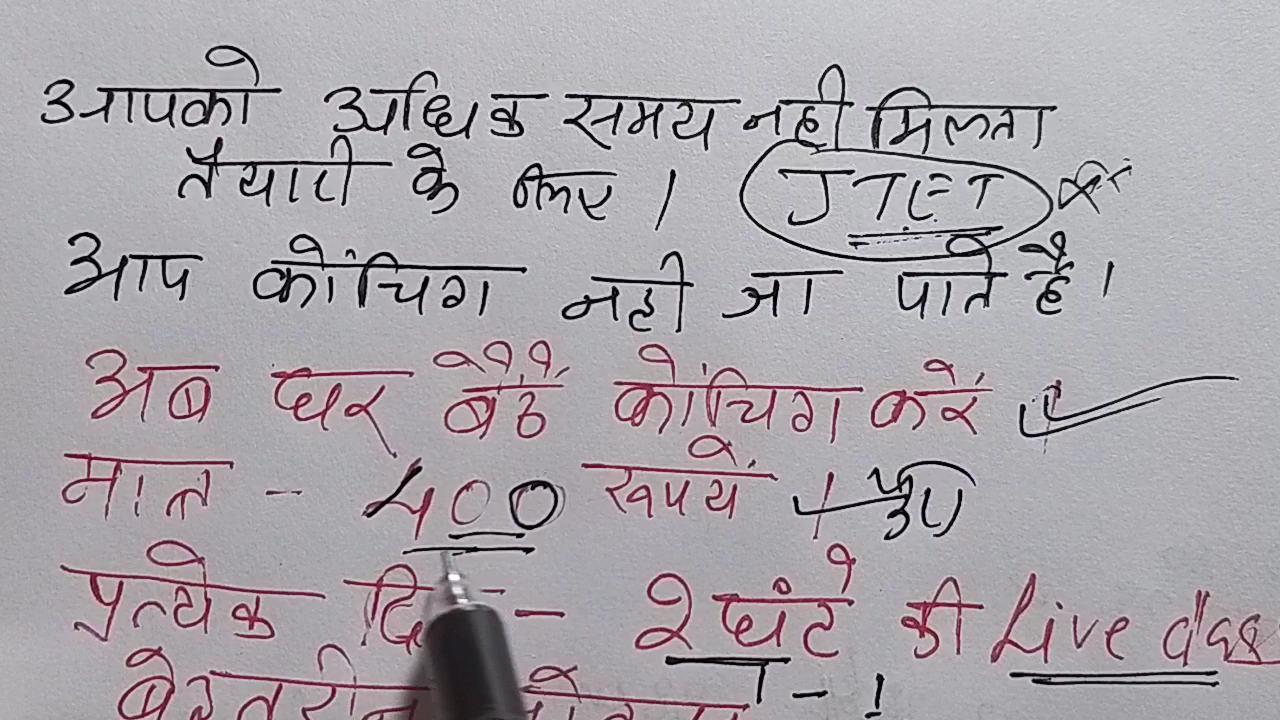 आपको अधिक समय नही मिलता
तैयारी के लिए । JTET
आप कोंचिग नही जा पाते है ।
अब घर बैठें कोंचिग करें
मात्र - 400 रूपयें
प्रत्येक - 2 घंटे की Live class